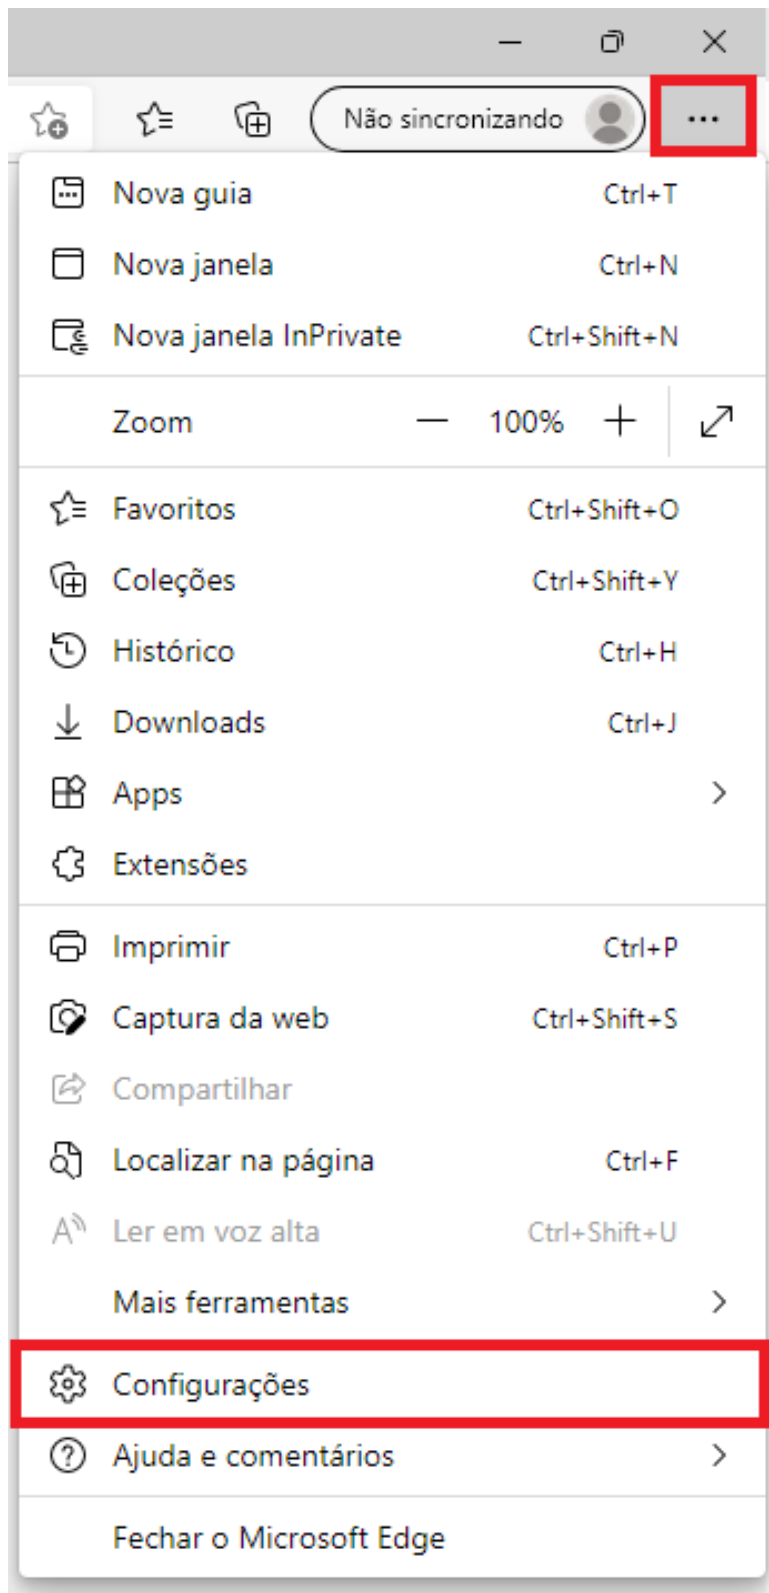 Não sincronizando
Nova guia Ctrl+T
Nova janela Ctrl+N
Nova janela InPrivate Ctrl+Shift+N
Zoom — 100% +
Favoritos Ctrl+Shift+O
Coleções Ctrl+Shift+Y
Histórico Ctrl+H
Downloads Ctrl+J
Apps
Extensões
Imprimir Ctrl+P
Captura da web Ctrl+Shift+S
Compartilhar
Localizar na página Ctrl+F
Ler em voz alta Ctrl+Shift+U
Mais ferramentas
Configurações
Ajuda e comentários
Fechar o Microsoft Edge